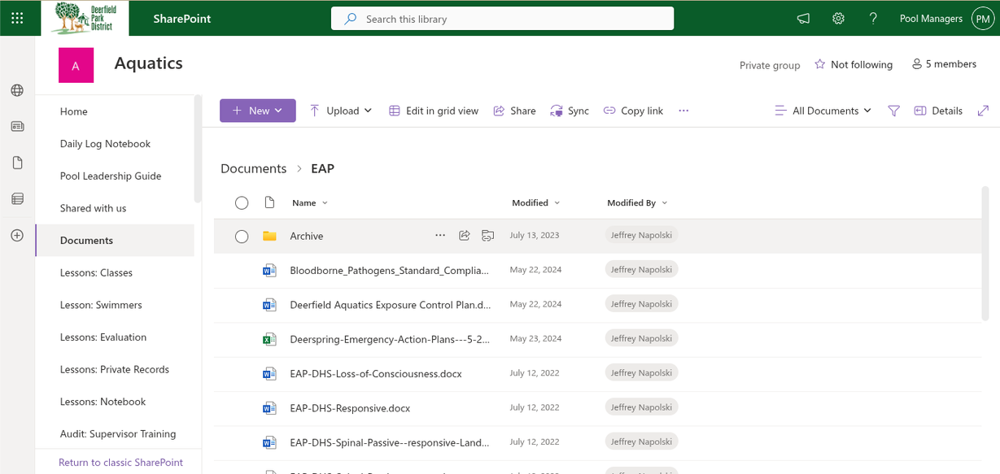 Deerfield
Park
District
SharePoint
Search this library
?
Pool Managers
PM
A
Aquatics
Private group
Not following
5 members
Home
Daily Log Notebook
Pool Leadership Guide
Shared with us
Documents
Lessons: Classes
Lesson: Swimmers
Lessons: Evaluation
Lessons: Private Records
Lessons: Notebook
Audit: Supervisor Training
Return to classic SharePoint
+ New
Upload
Edit in grid view
Share
Sync
Copy link
...
All Documents
Details
Documents > EAP
Name
Modified
Modified By
Archive ... July 13, 2023 Jeffrey Napolski
Bloodborne_Pathogens_Standard_Complia... May 22, 2024 Jeffrey Napolski
Deerfield Aquatics Exposure Control Plan.d... May 22, 2024 Jeffrey Napolski
Deerspring-Emergency-Action-Plans---5-2... May 23, 2024 Jeffrey Napolski
EAP-DHS-Loss-of-Consciousness.docx July 12, 2022 Jeffrey Napolski
EAP-DHS-Responsive.docx July 12, 2022 Jeffrey Napolski
EAP-DHS-Spinal-Passive--responsive-Land... July 12, 2022 Jeffrey Napolski